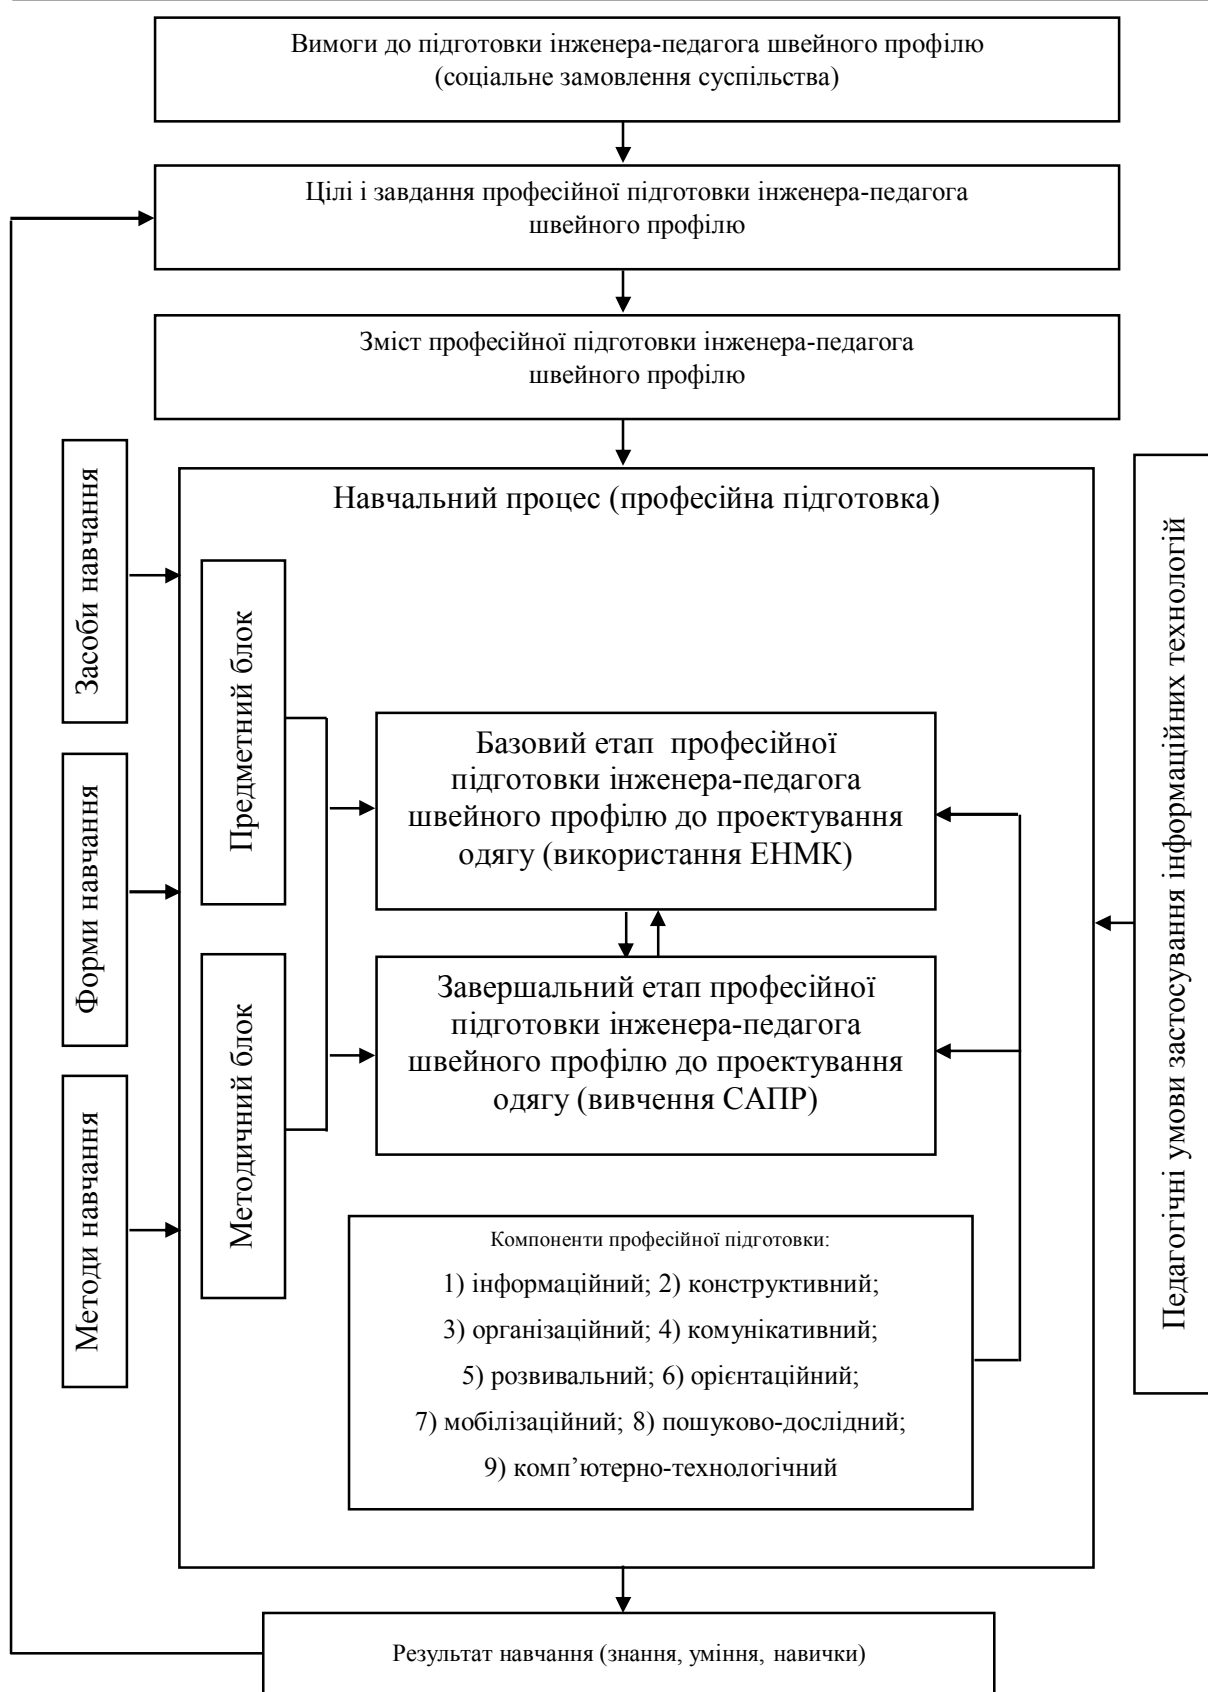 Вимоги до підготовки інженера-педагога швейного профілю
(соціальне замовлення суспільства)
Цілі і завдання професійної підготовки інженера-педагога
швейного профілю
Зміст професійної підготовки інженера-педагога
швейного профілю
Засоби навчання
Форми навчання
Методи навчання
Навчальний процес (професійна підготовка)
Предметний блок
Методичний блок
Базовий етап професійної
підготовки інженера-педагога
швейного профілю до проектування
одягу (використання ЕНМК)
Завершальний етап професійної
підготовки інженера-педагога
швейного профілю до проектування
одягу (вивчення САПР)
Компоненти професійної підготовки:
1) інформаційний; 2) конструктивний;
3) організаційний; 4) комунікативний;
5) розвивальний; 6) орієнтаційний;
7) мобілізаційний; 8) пошуково-дослідний;
9) комп’ютерно-технологічний
Педагогічні умови застосування інформаційних технологій
Результат навчання (знання, уміння, навички)